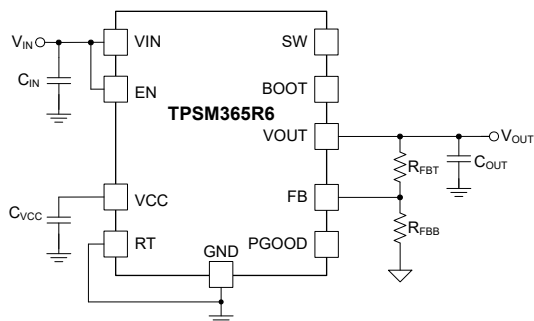 VIN
VIN
SW
CIN
EN
BOOT
TPSM365R6
VOUT
VOUT
RFBT
COUT
VCC
FB
CVCC
RFBB
RT
GND
PGOOD